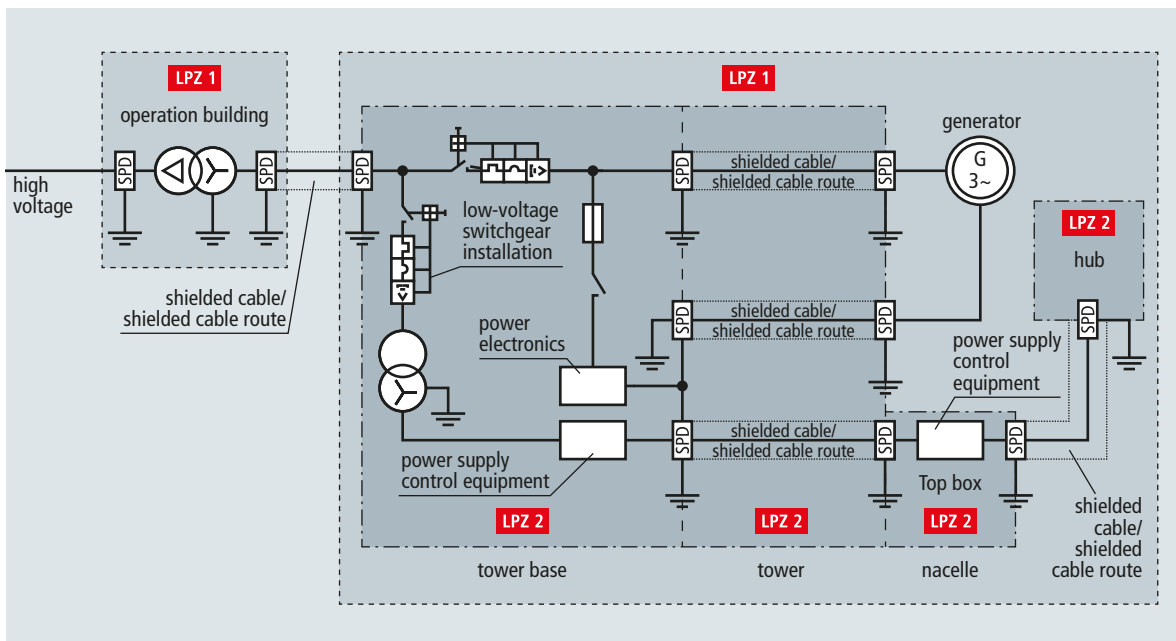 LPZ 1
operation building
SPD
SPD
high
voltage
shielded cable/
shielded cable route
LPZ 1
SPD
low-voltage
switchgear
installation
power
electronics
power supply
control equipment
LPZ 2
tower base
SPD
shielded cable/
shielded cable route
SPD
SPD
shielded cable/
shielded cable route
SPD
SPD
shielded cable/
shielded cable route
SPD
LPZ 2
tower
generator
G
3~
LPZ 2
hub
SPD
power supply
control
equipment
SPD
Top box
LPZ 2
nacelle
shielded
cable/
shielded
cable route